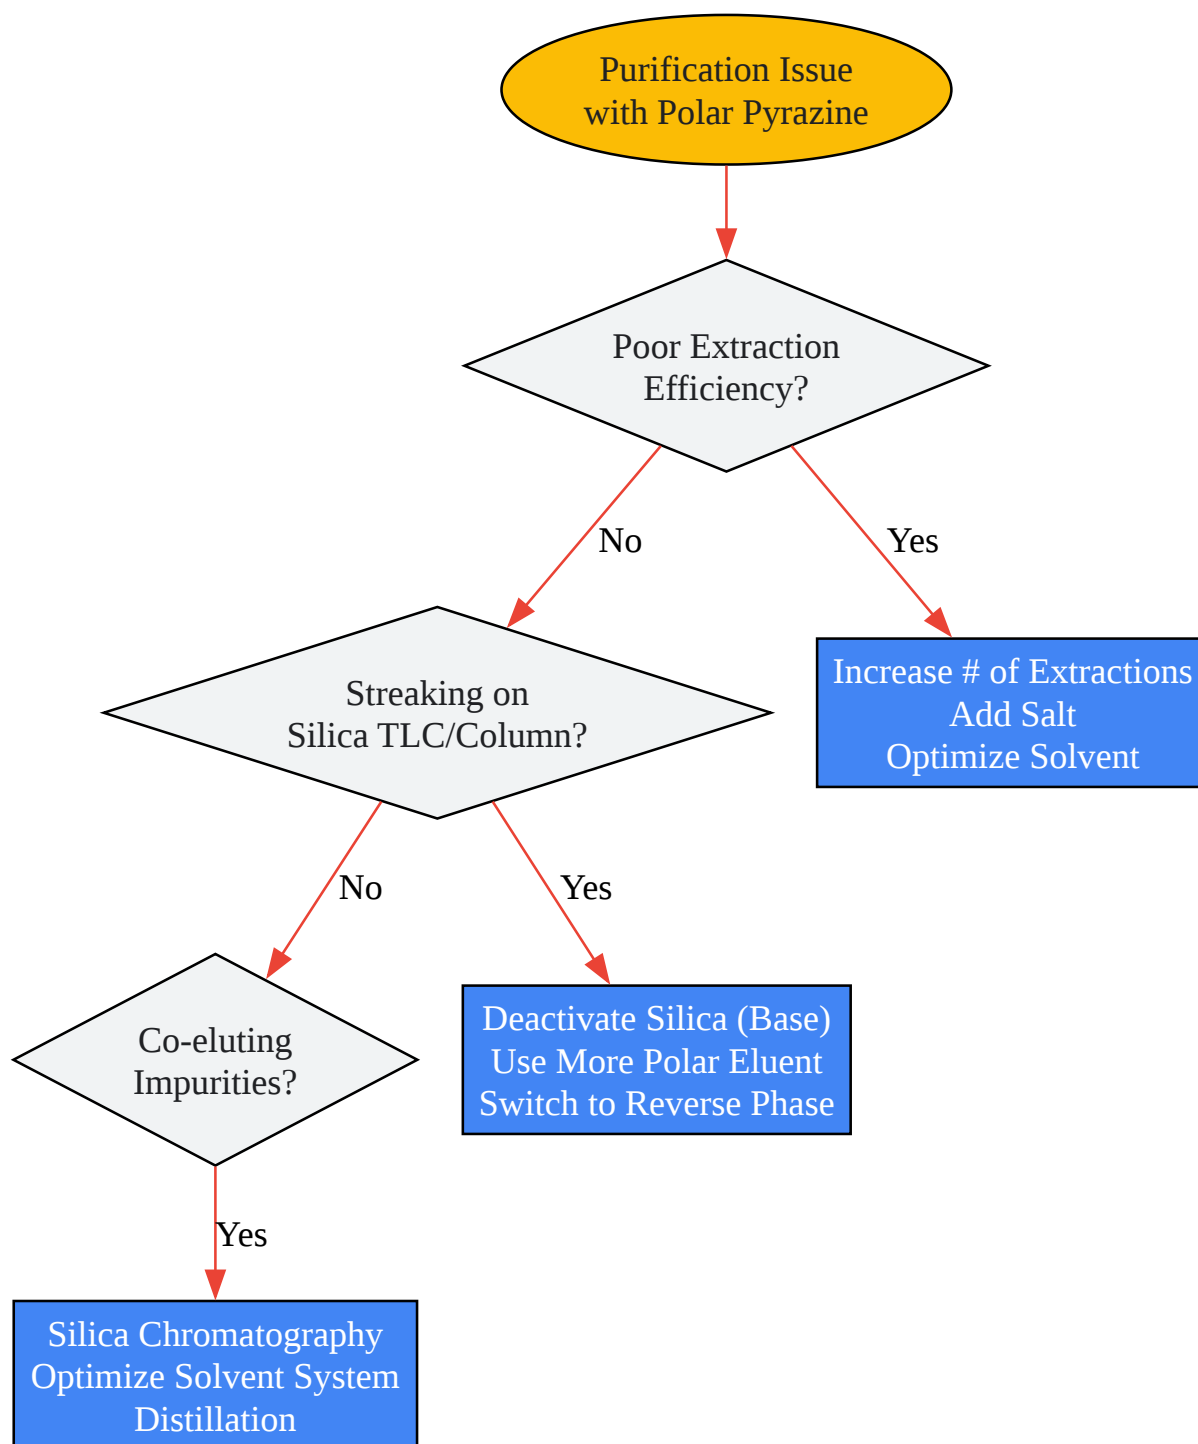 Purification Issue
with Polar Pyrazine
Poor Extraction
Efficiency?
No
Yes
Streaking on
Silica TLC/Column?
Increase # of Extractions
Add Salt
Optimize Solvent
No
Yes
Co-eluting
Impurities?
Deactivate Silica (Base)
Use More Polar Eluent
Switch to Reverse Phase
Yes
Silica Chromatography
Optimize Solvent System
Distillation